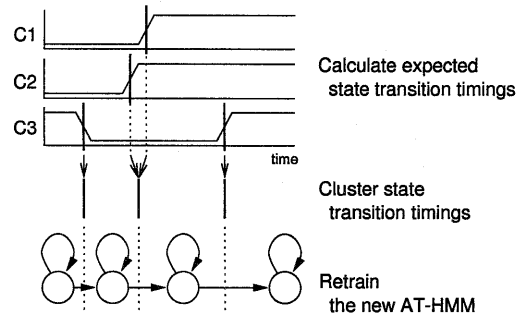 C1
C2
C3
time
Calculate expected
state transition timings
Cluster state
transition timings
Retrain
the new AT-HMM